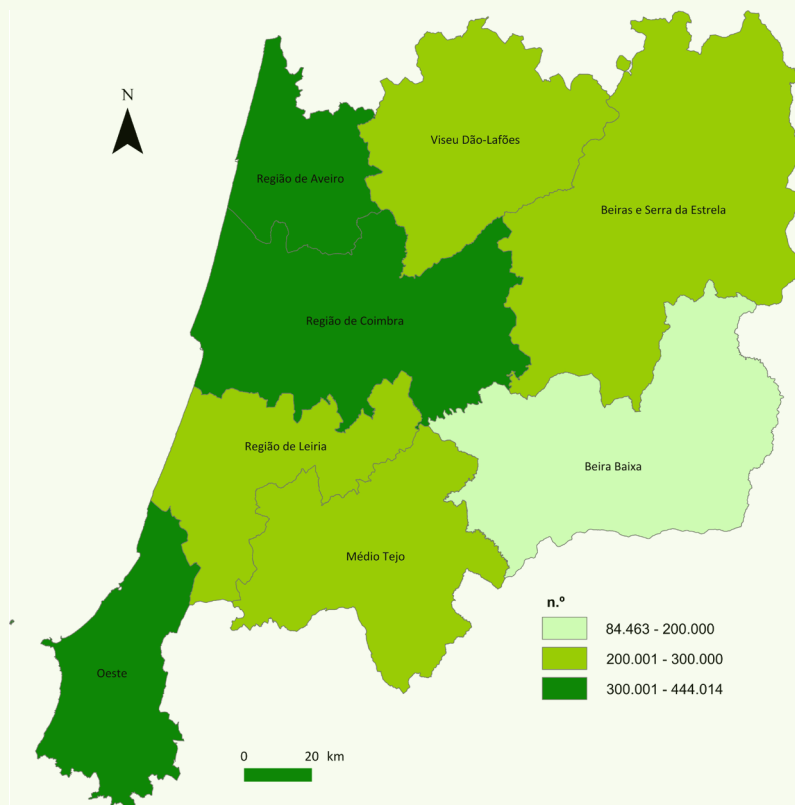 N
Viseu Dão-Lafões
Região de Aveiro
Beiras e Serra da Estrela
Região de Coimbra
Região de Leiria
Beira Baixa
Médio Tejo
Oeste
n.º
84.463 - 200.000
200.001 - 300.000
300.001 - 444.014
0 20 km